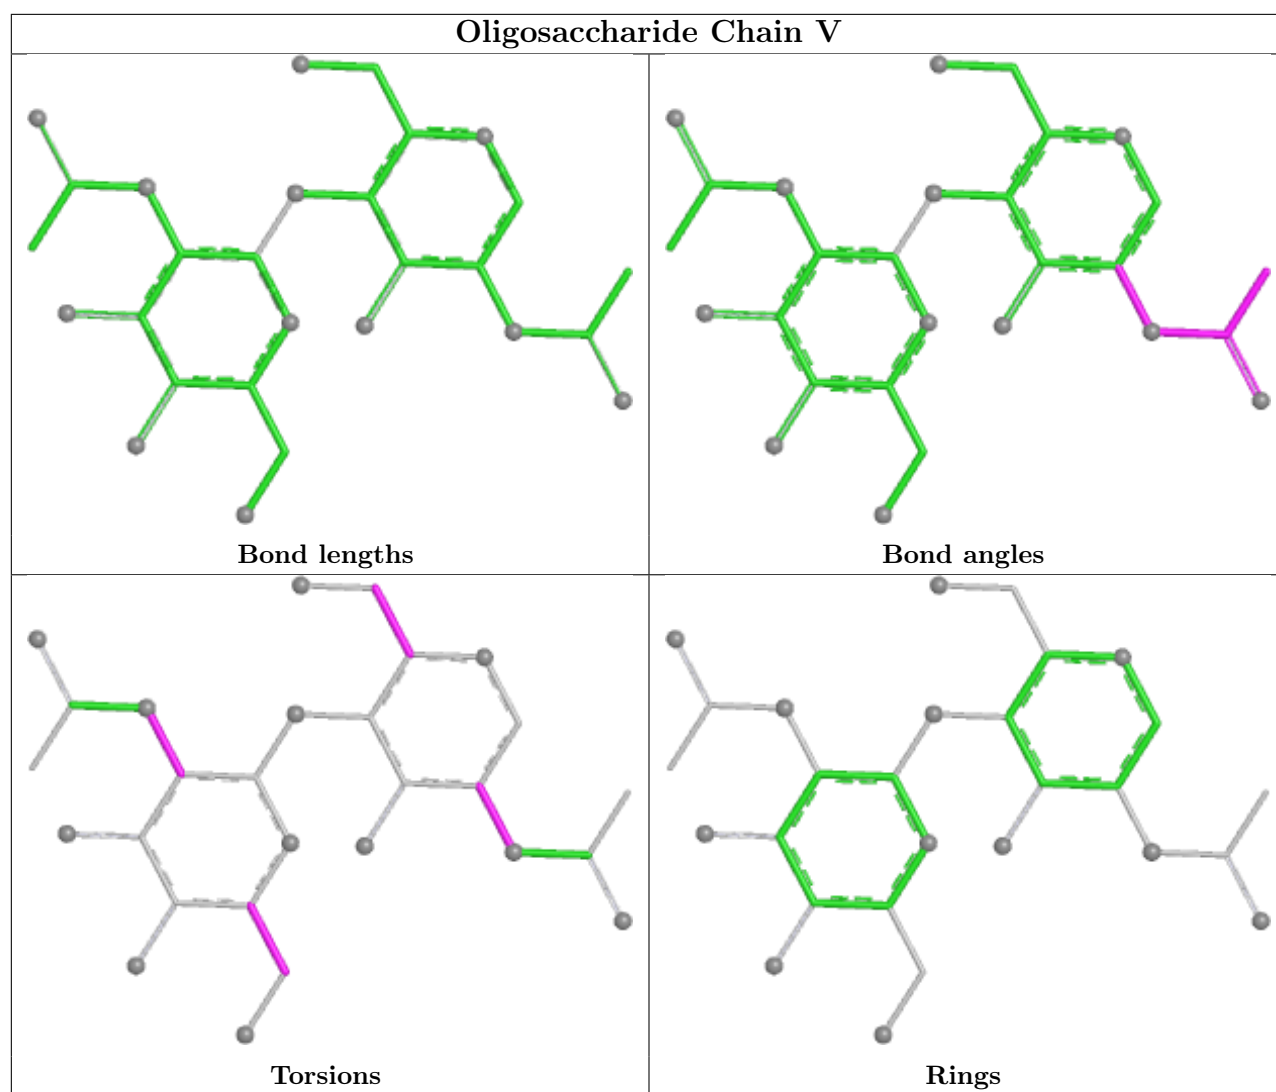 Oligosaccharide Chain V
Bond lengths
Bond angles
Torsions
Rings